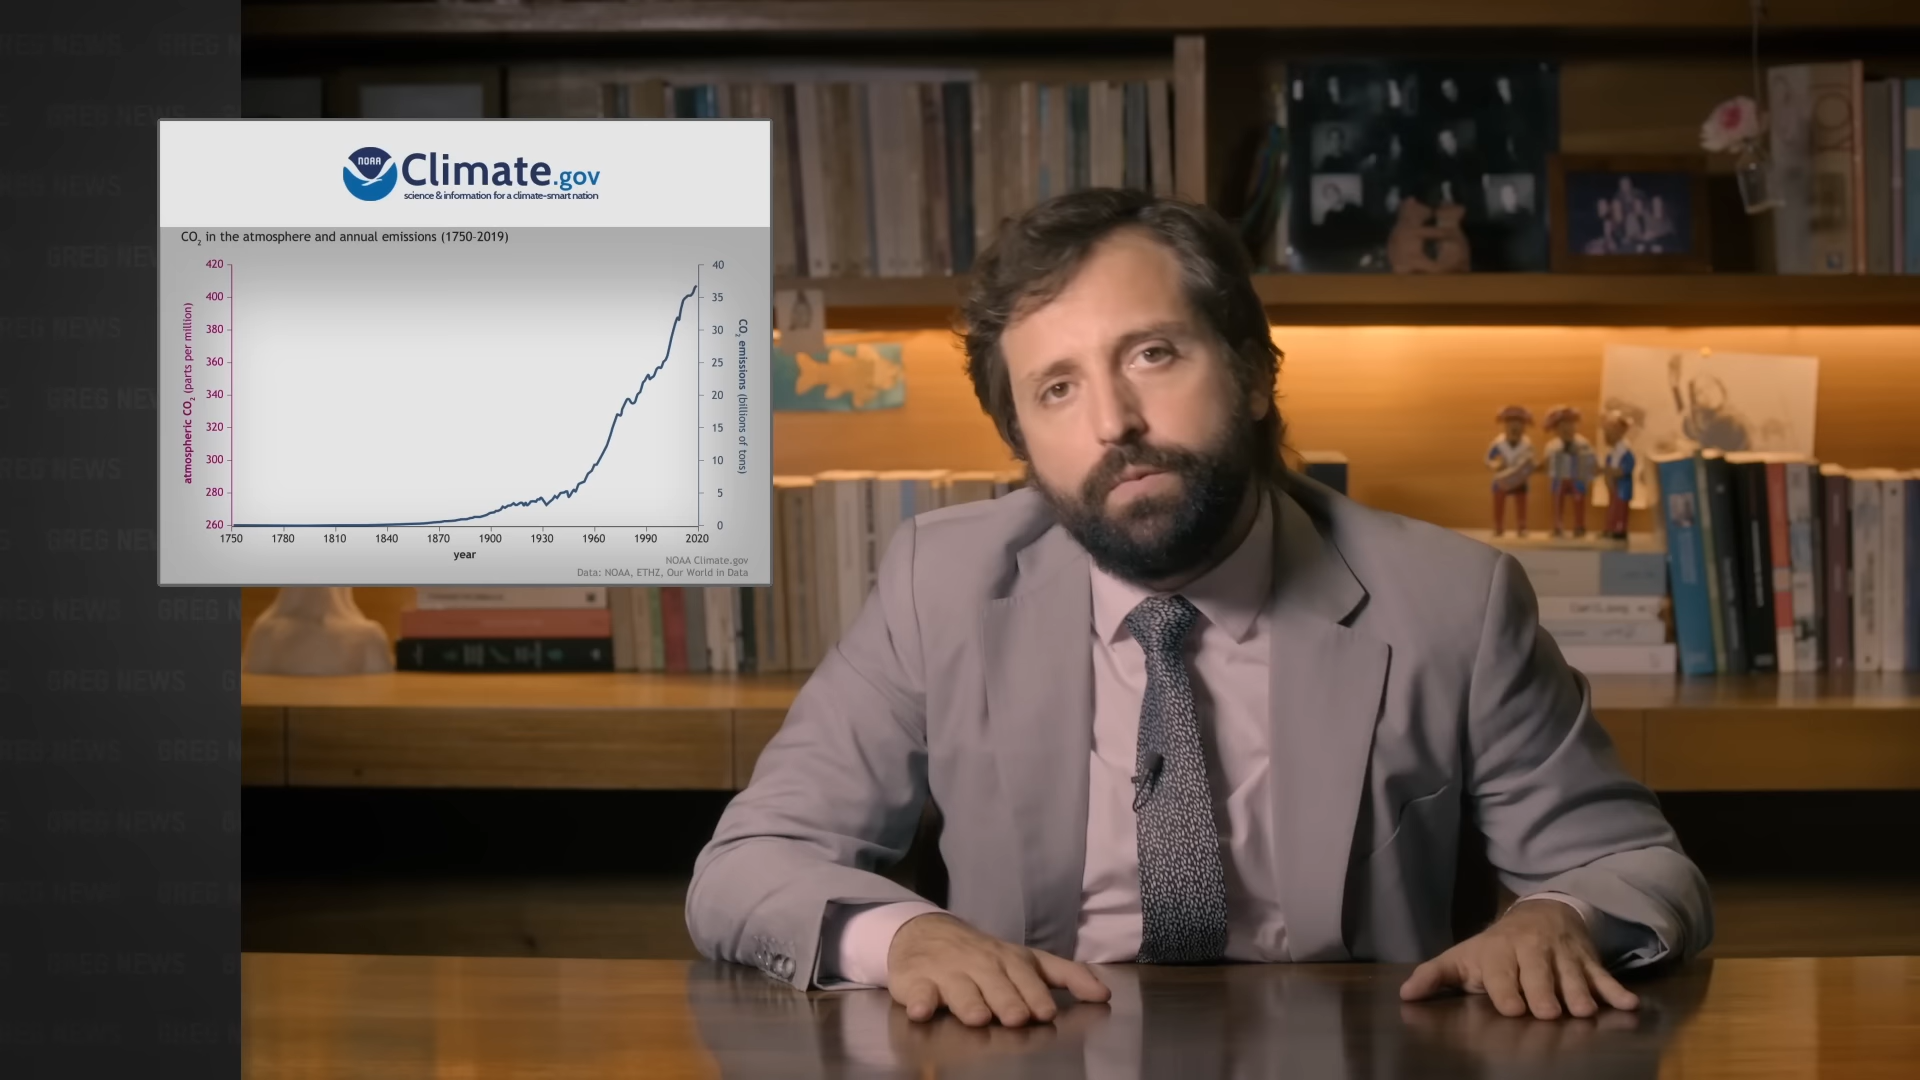 GREG NEWS
NOAA
Climate.gov
science & information for a climate-smart nation
CO2 in the atmosphere and annual emissions (1750-2019)
420
400
380
360
340
320
300
280
260
atmospheric CO2 (parts per million)
40
35
30
25
20
15
10
5
0
CO2 emissions (billions of tons)
1750 1780 1810 1840 1870 1900 1930 1960 1990 2020
year
NOAA Climate.gov
Data: NOAA, ETHZ, Our World in Data